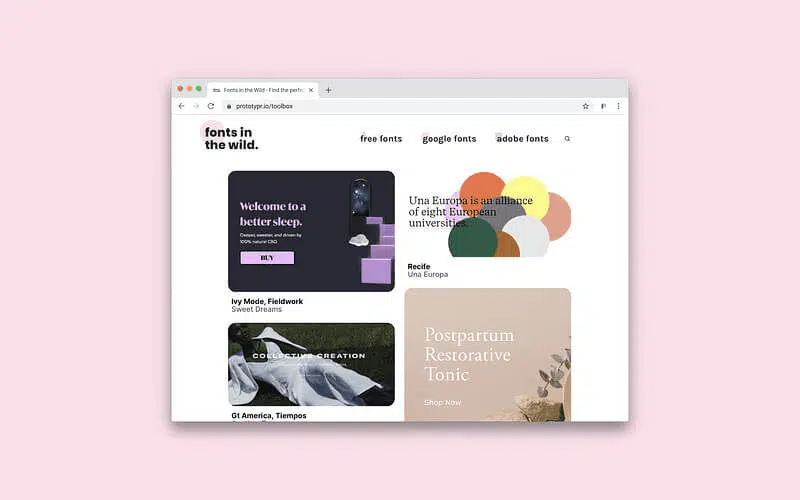 Fonts in the Wild - Find the perfe
prototypr.io/toolbox
fonts in
the wild.
free fonts
google fonts
adobe fonts
Welcome to a
better sleep.
Deeper, sweeter, and driven by
100% natural CBD
BUY
Ivy Mode, Fieldwork
Sweet Dreams
Una Europa is an alliance
of eight European
universities.
Recife
Una Europa
COLLECTIVE CREATION
Gt America, Tiempos
Postpartum
Restorative
Tonic
Shop Now